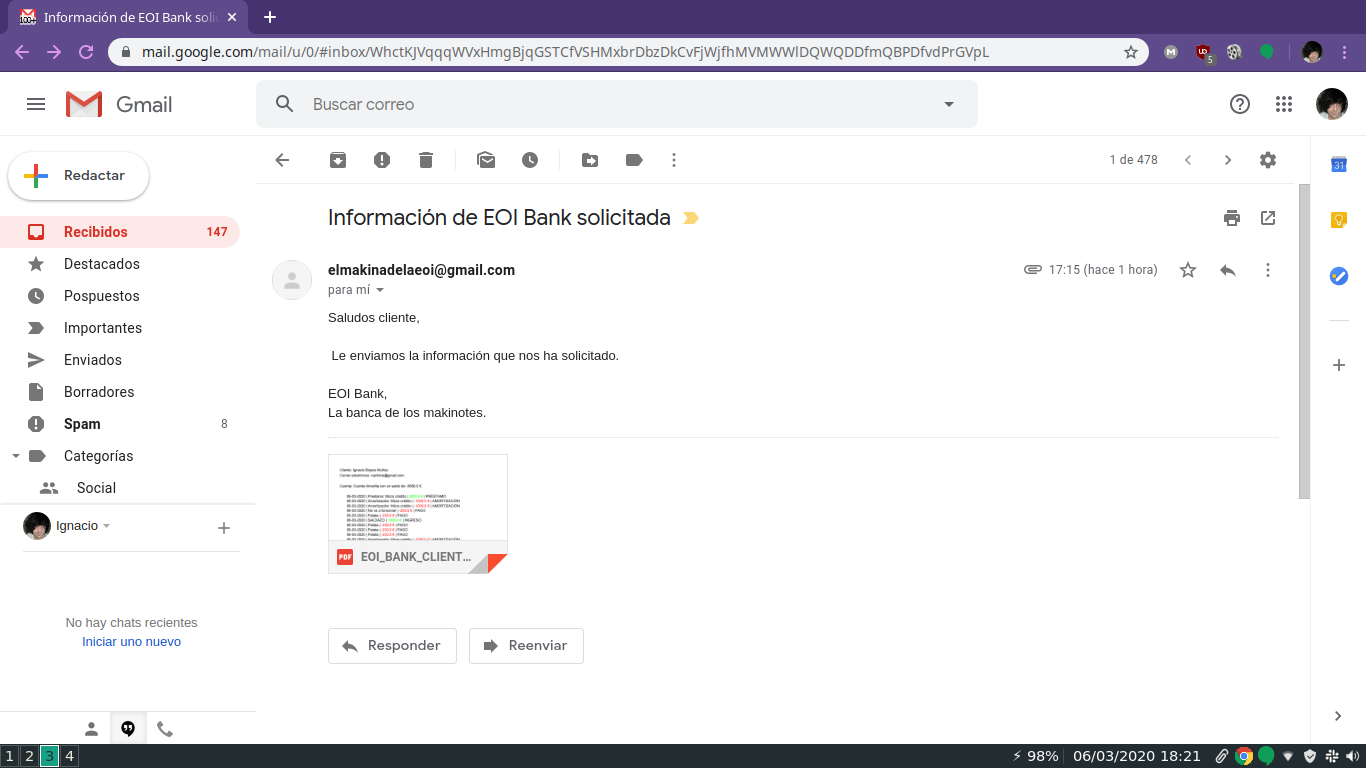 Información de EOI Bank soli
mail.google.com/mail/u/0/#inbox/WhctKJVqqqWVxHmgBjqGSTCfVSHMxbrDbzDkCvFjWjfhMVMWWlDQWQDDfmQBPDfvdPrGVpL
Gmail
Buscar correo
Redactar
1 de 478
Recibidos 147
Destacados
Pospuestos
Importantes
Enviados
Borradores
Spam 8
Categorías
Social
Ignacio
No hay chats recientes
Iniciar uno nuevo
Información de EOI Bank solicitada
elmakinadelaeoi@gmail.com
17:15 (hace 1 hora)
para mí
Saludos cliente,
Le enviamos la información que nos ha solicitado.
EOI Bank,
La banca de los makinotes.
PDF EOI_BANK_CLIENT...
Responder
Reenviar
1 2 3 4
98% 06/03/2020 18:21